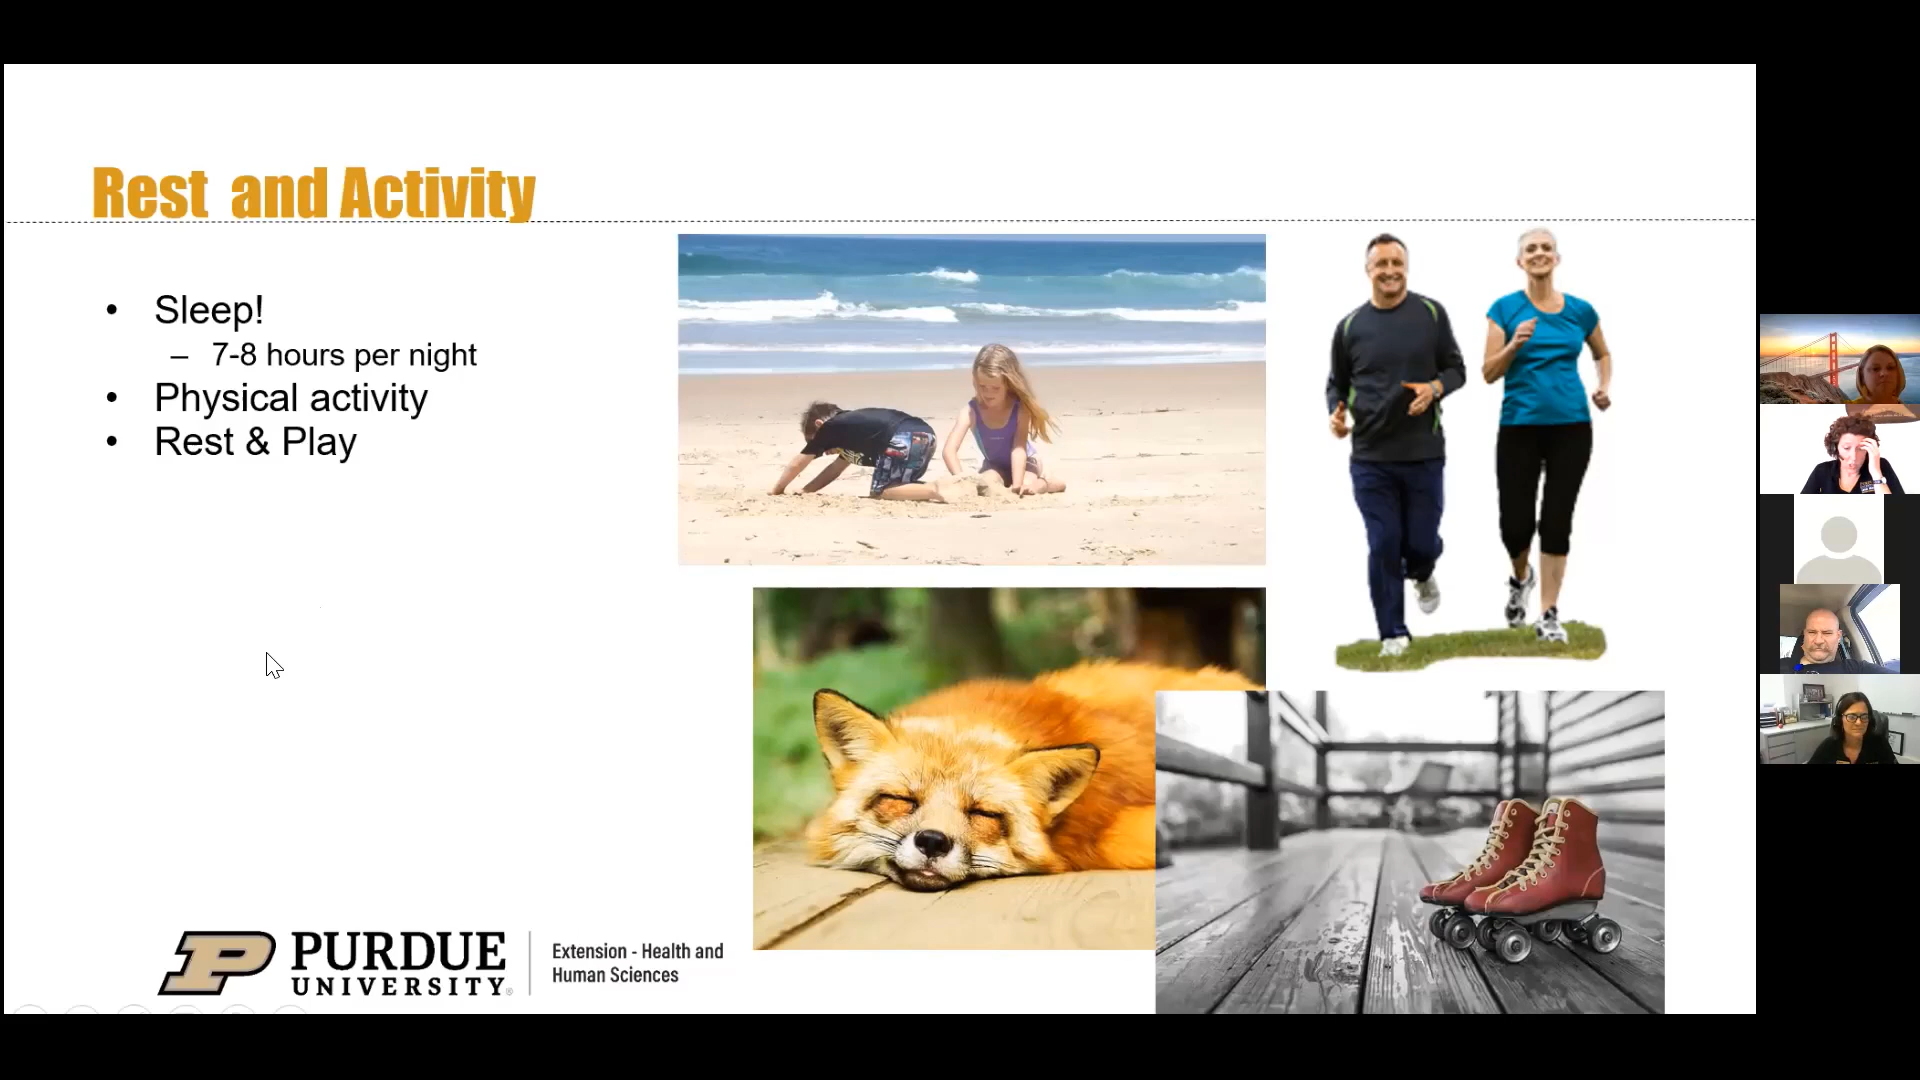 Rest and Activity
• Sleep!
– 7-8 hours per night
• Physical activity
• Rest & Play
P PURDUE UNIVERSITY®
Extension - Health and
Human Sciences